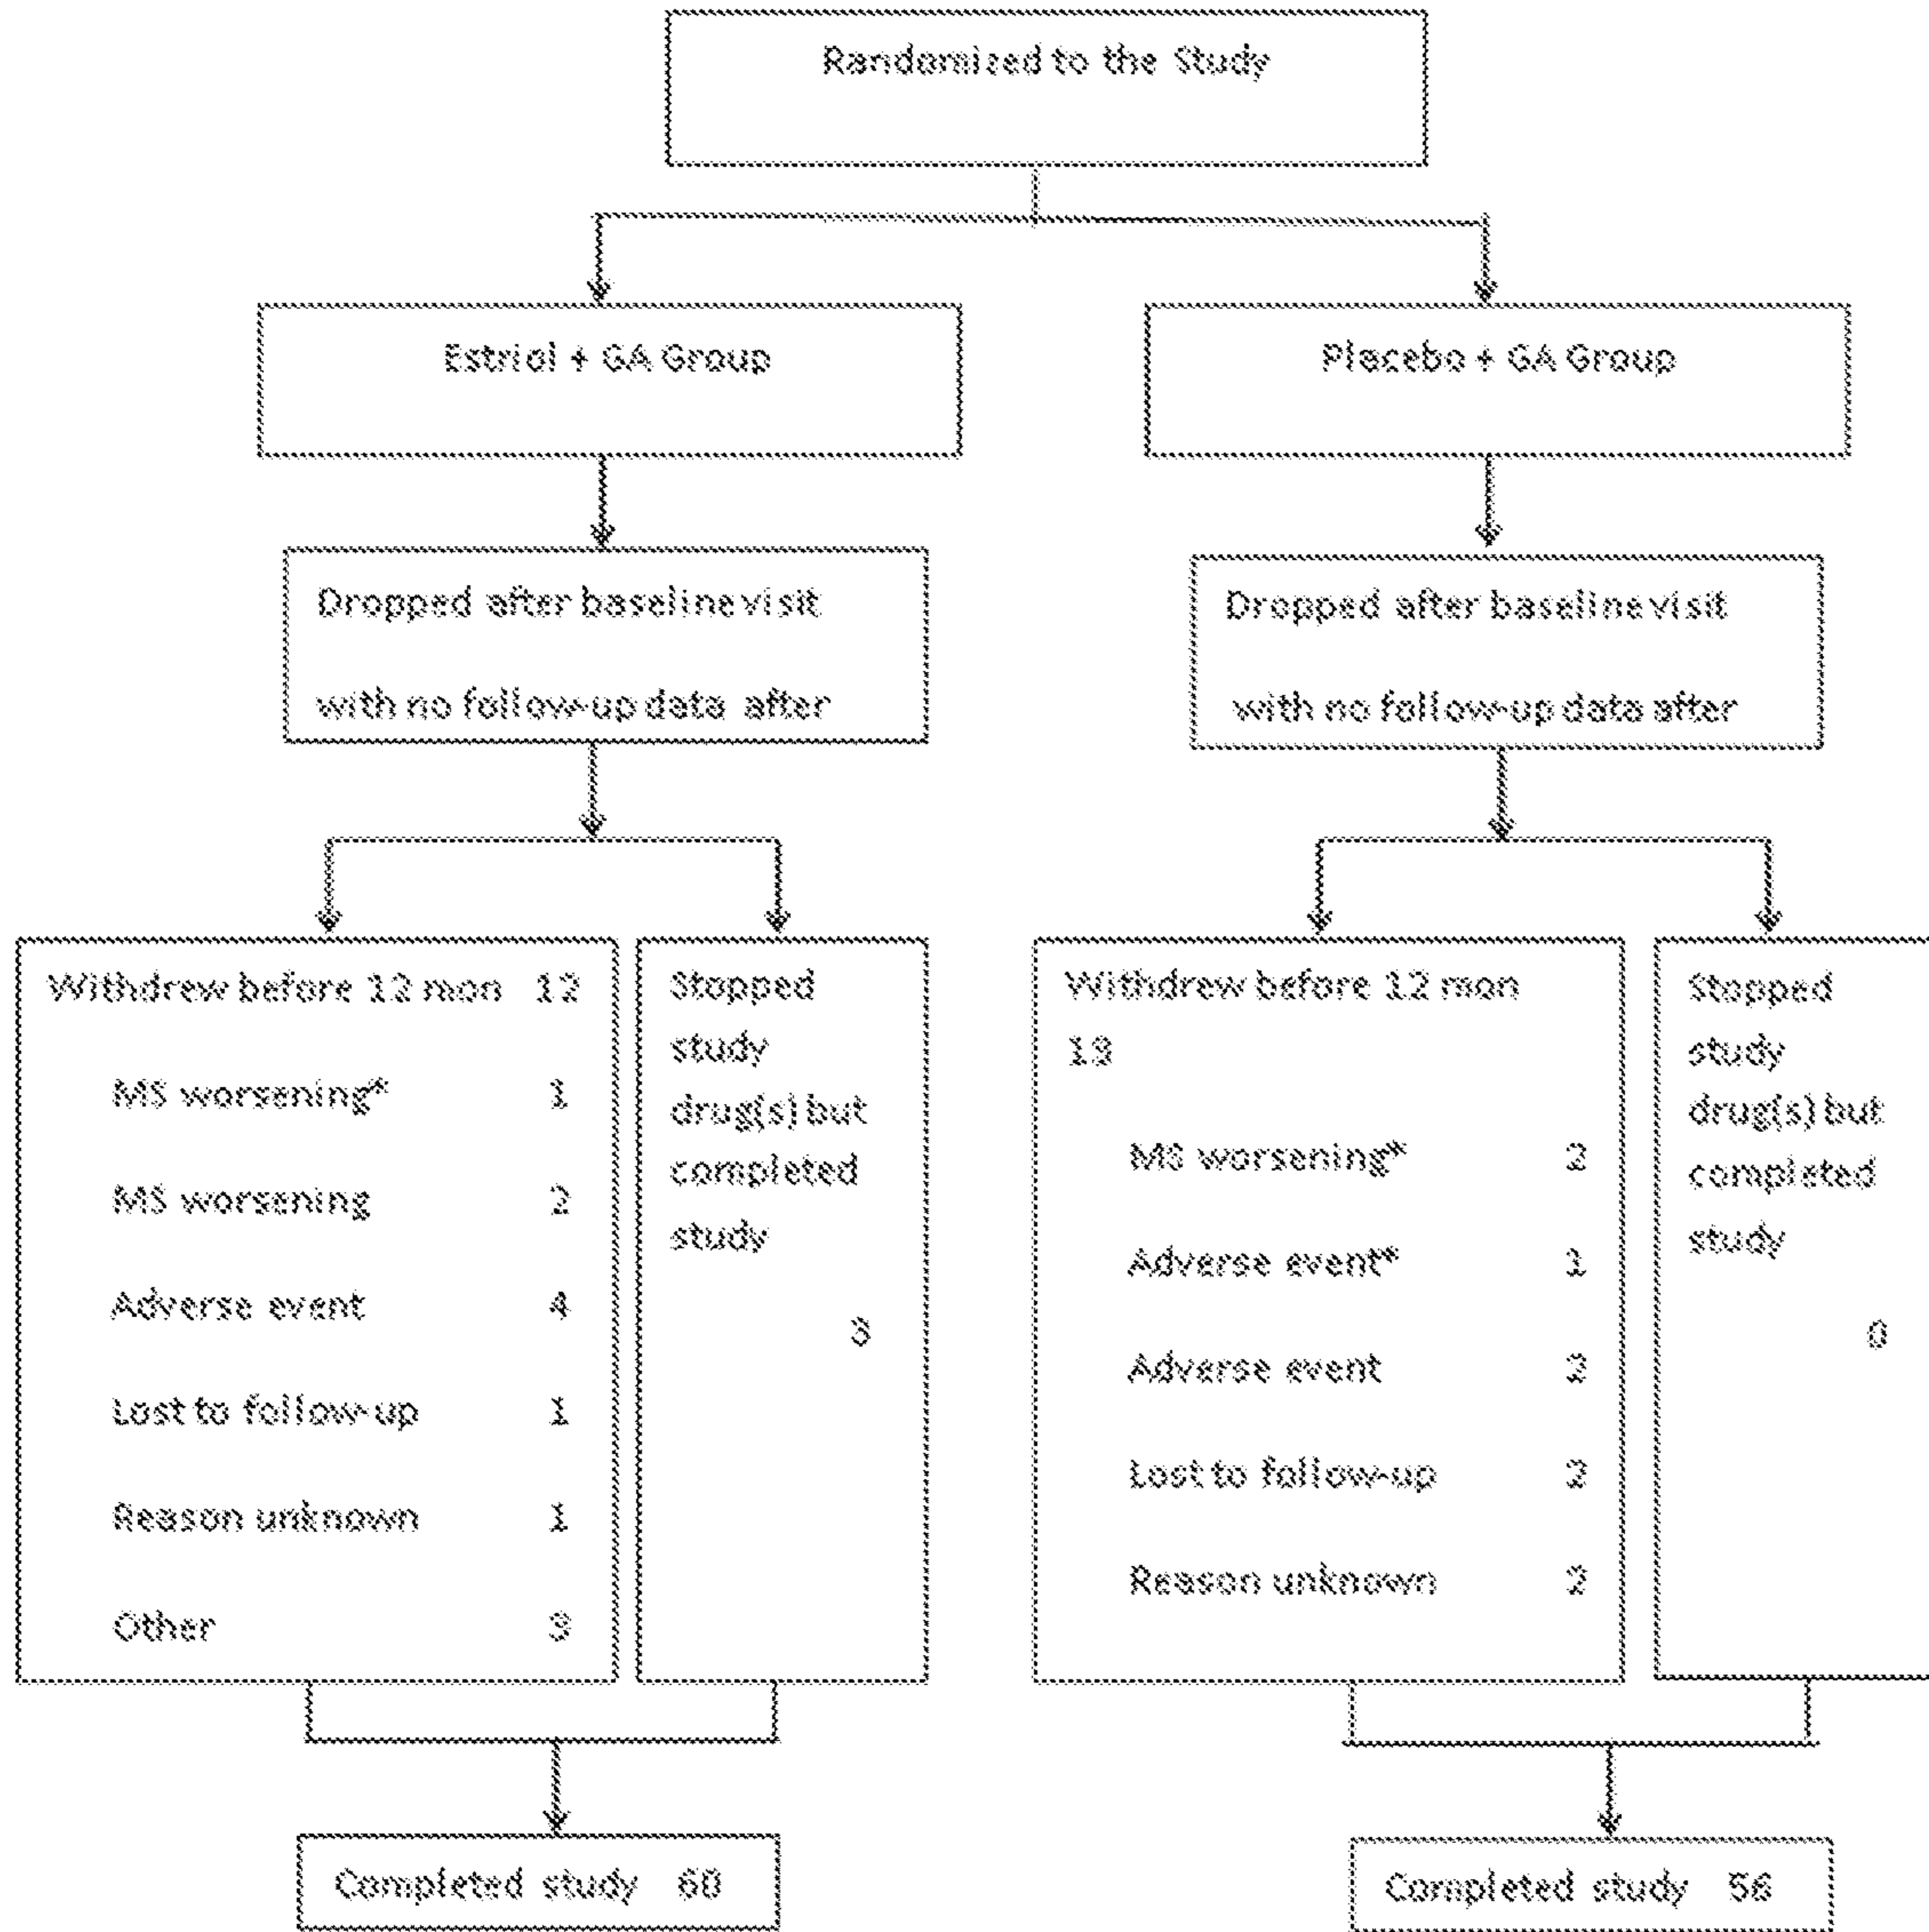 Randomized to the Study
Estriol + GA Group
Placebo + GA Group
Dropped after baseline visit
with no follow-up data after
Dropped after baseline visit
with no follow-up data after
Withdrew before 12 mon 12
MS worsening* 1
MS worsening 2
Adverse event 4
Lost to follow-up 1
Reason unknown 1
Other 3
Stopped
study
drug(s) but
completed
study
3
Withdrew before 12 mon
13
MS worsening* 2
Adverse event* 1
Adverse event 2
Lost to follow-up 2
Reason unknown 2
Stopped
study
drug(s) but
completed
study
0
Completed study 60
Completed study 56